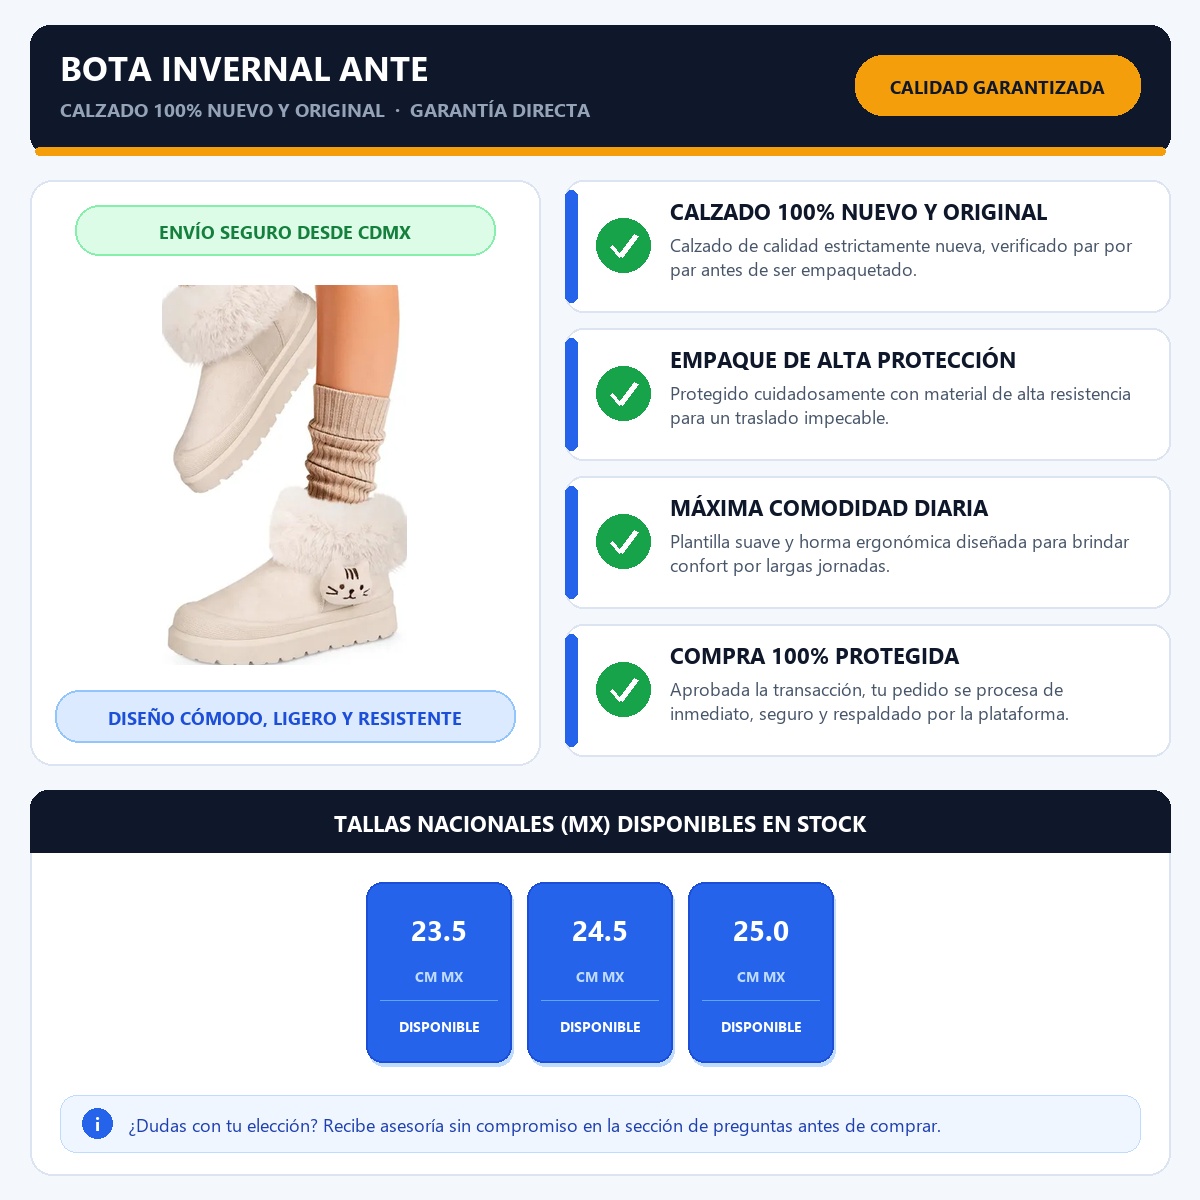 BOTA INVERNAL ANTE
CALZADO 100% NUEVO Y ORIGINAL · GARANTÍA DIRECTA
CALIDAD GARANTIZADA
ENVÍO SEGURO DESDE CDMX
DISEÑO CÓMODO, LIGERO Y RESISTENTE
CALZADO 100% NUEVO Y ORIGINAL
Calzado de calidad estrictamente nueva, verificado par por
par antes de ser empaquetado.
EMPAQUE DE ALTA PROTECCIÓN
Protegido cuidadosamente con material de alta resistencia
para un traslado impecable.
MÁXIMA COMODIDAD DIARIA
Plantilla suave y horma ergonómica diseñada para brindar
confort por largas jornadas.
COMPRA 100% PROTEGIDA
Aprobada la transacción, tu pedido se procesa de
inmediato, seguro y respaldado por la plataforma.
TALLAS NACIONALES (MX) DISPONIBLES EN STOCK
23.5
CM MX
DISPONIBLE
24.5
CM MX
DISPONIBLE
25.0
CM MX
DISPONIBLE
¿Dudas con tu elección? Recibe asesoría sin compromiso en la sección de preguntas antes de comprar.